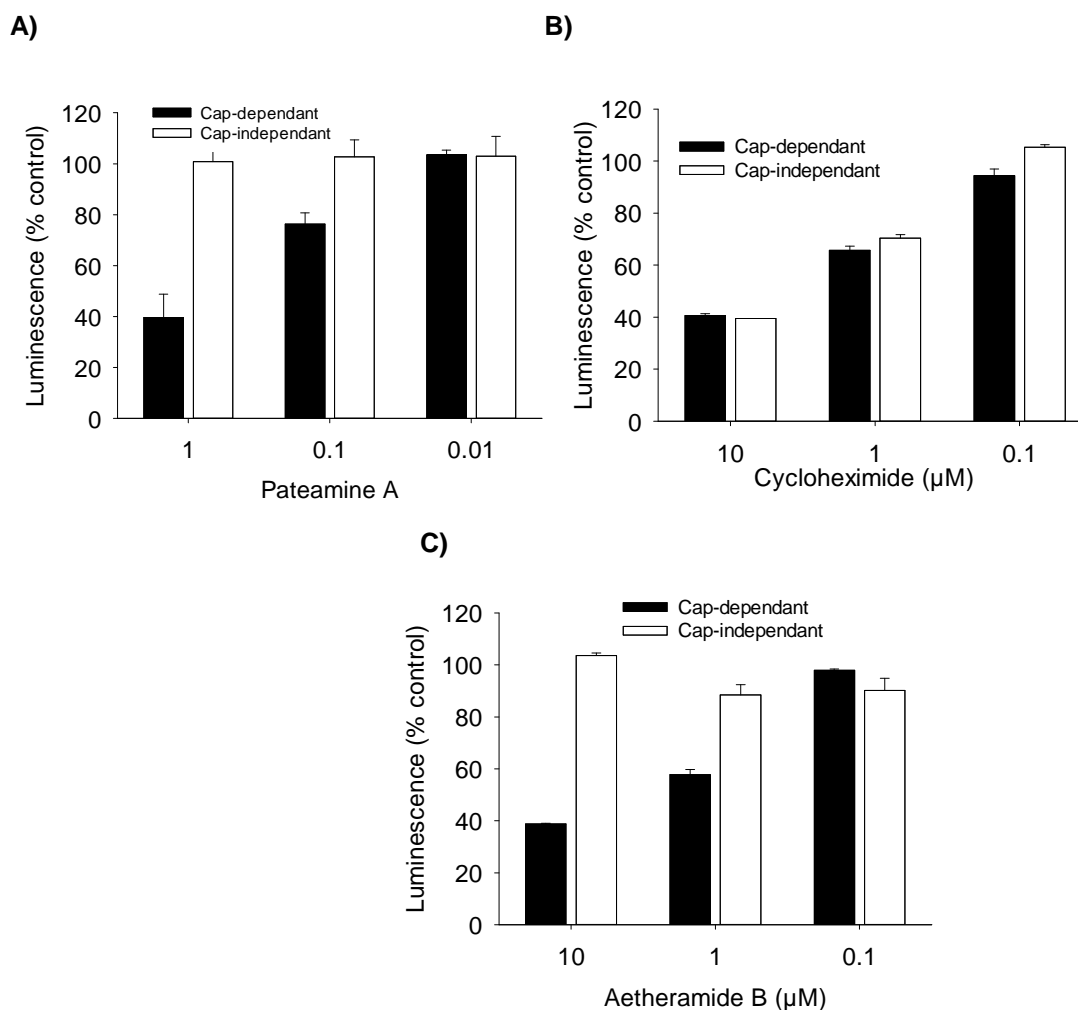 A)
Cap-dependant
Cap-independant
Luminescence (% control)
120
100
80
60
40
20
0
1 0.1 0.01
Pateamine A
B)
Cap-dependant
Cap-independant
Luminescence (% control)
120
100
80
60
40
20
0
10 1 0.1
Cycloheximide (µM)
C)
Cap-dependant
Cap-independant
Luminescence (% control)
120
100
80
60
40
20
0
10 1 0.1
Aetheramide B (µM)